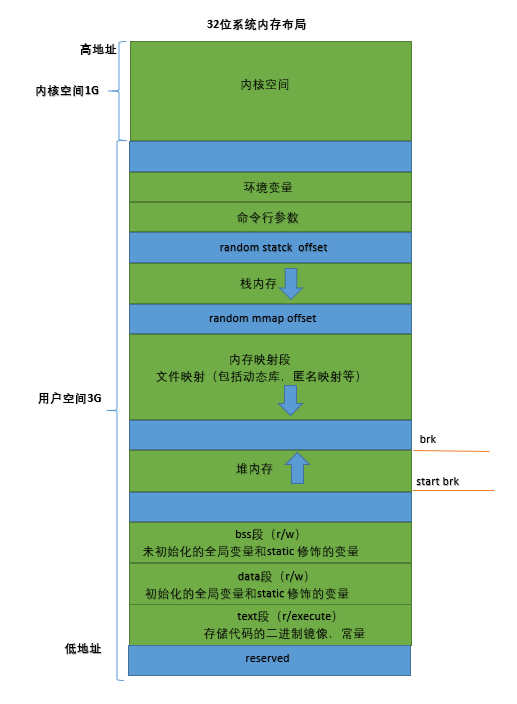 32位系统内存布局
高地址
内核空间
内核空间1G
环境变量
命令行参数
random statck offset
栈内存
random mmap offset
内存映射段
文件映射（包括动态库，匿名映射等）
用户空间3G
brk
堆内存
start brk
bss段（r/w）
未初始化的全局变量和static 修饰的变量
data段（r/w）
初始化的全局变量和static 修饰的变量
text段（r/execute）
存储代码的二进制镜像，常量
低地址
reserved